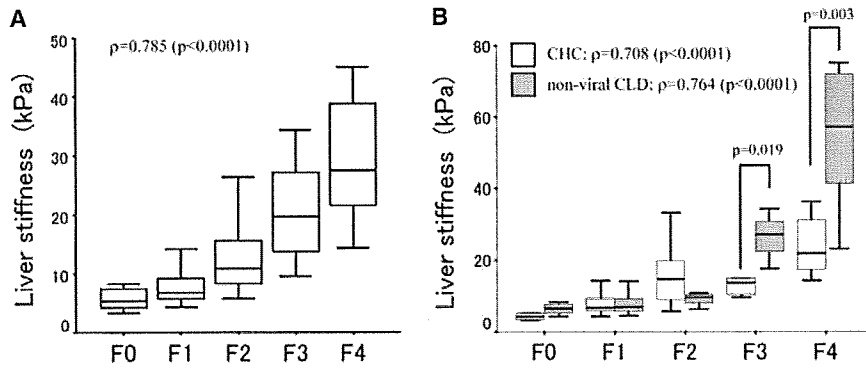 A
B
ρ=0.785 (p<0.0001)
Liver stiffness (kPa)
50
40
30
20
10
0
F0 F1 F2 F3 F4
CHC; ρ=0.708 (p<0.0001)
non-viral CLD; ρ=0.764 (p<0.0001)
p=0.003
p=0.019
Liver stiffness (kPa)
80
60
40
20
0
F0 F1 F2 F3 F4